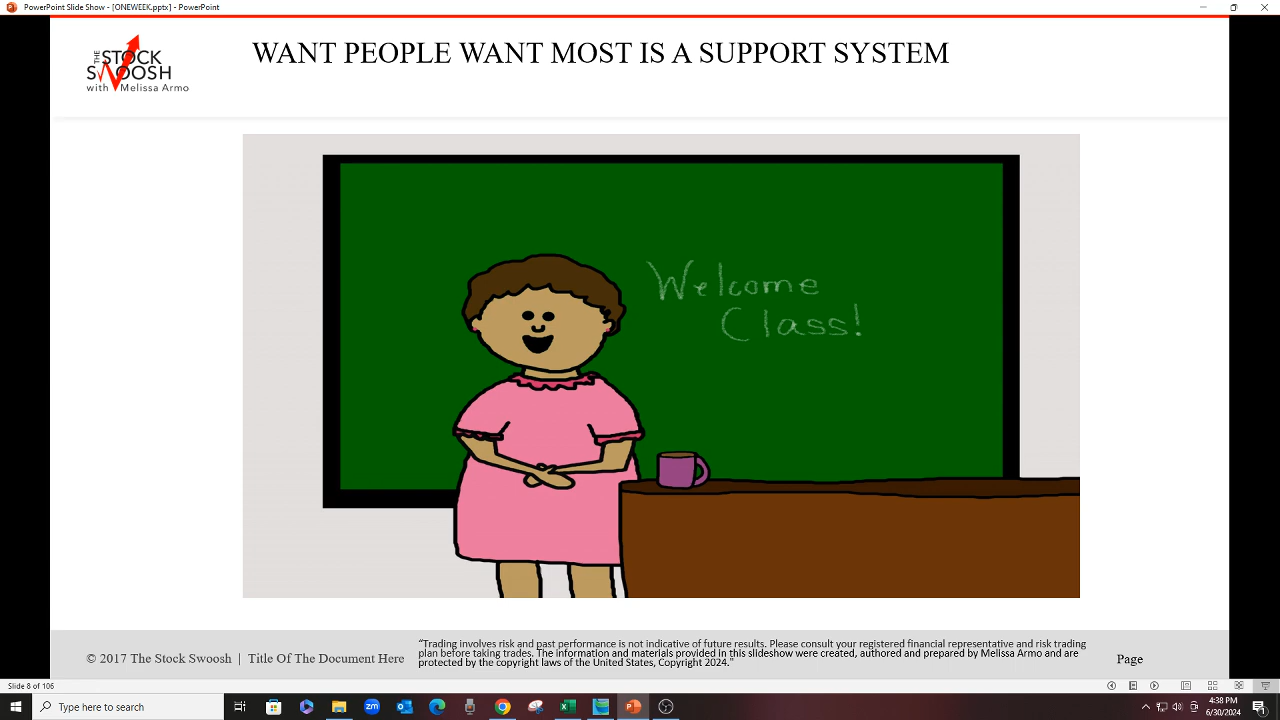 PowerPoint Slide Show - [ONEWEEK.pptx] - PowerPoint
THE
STOCK
SWOOSH
with Melissa Armo
WANT PEOPLE WANT MOST IS A SUPPORT SYSTEM
Welcome
Class!
© 2017 The Stock Swoosh | Title Of The Document Here
“Trading involves risk and past performance is not indicative of future results. Please consult your registered financial representative and risk trading
plan before taking trades. The information and materials provided in this slideshow were created, authored and prepared by Melissa Armo and are
protected by the copyright laws of the United States, Copyright 2024."
Page
Slide 8 of 106
Type here to search
4:38 PM
6/30/2024